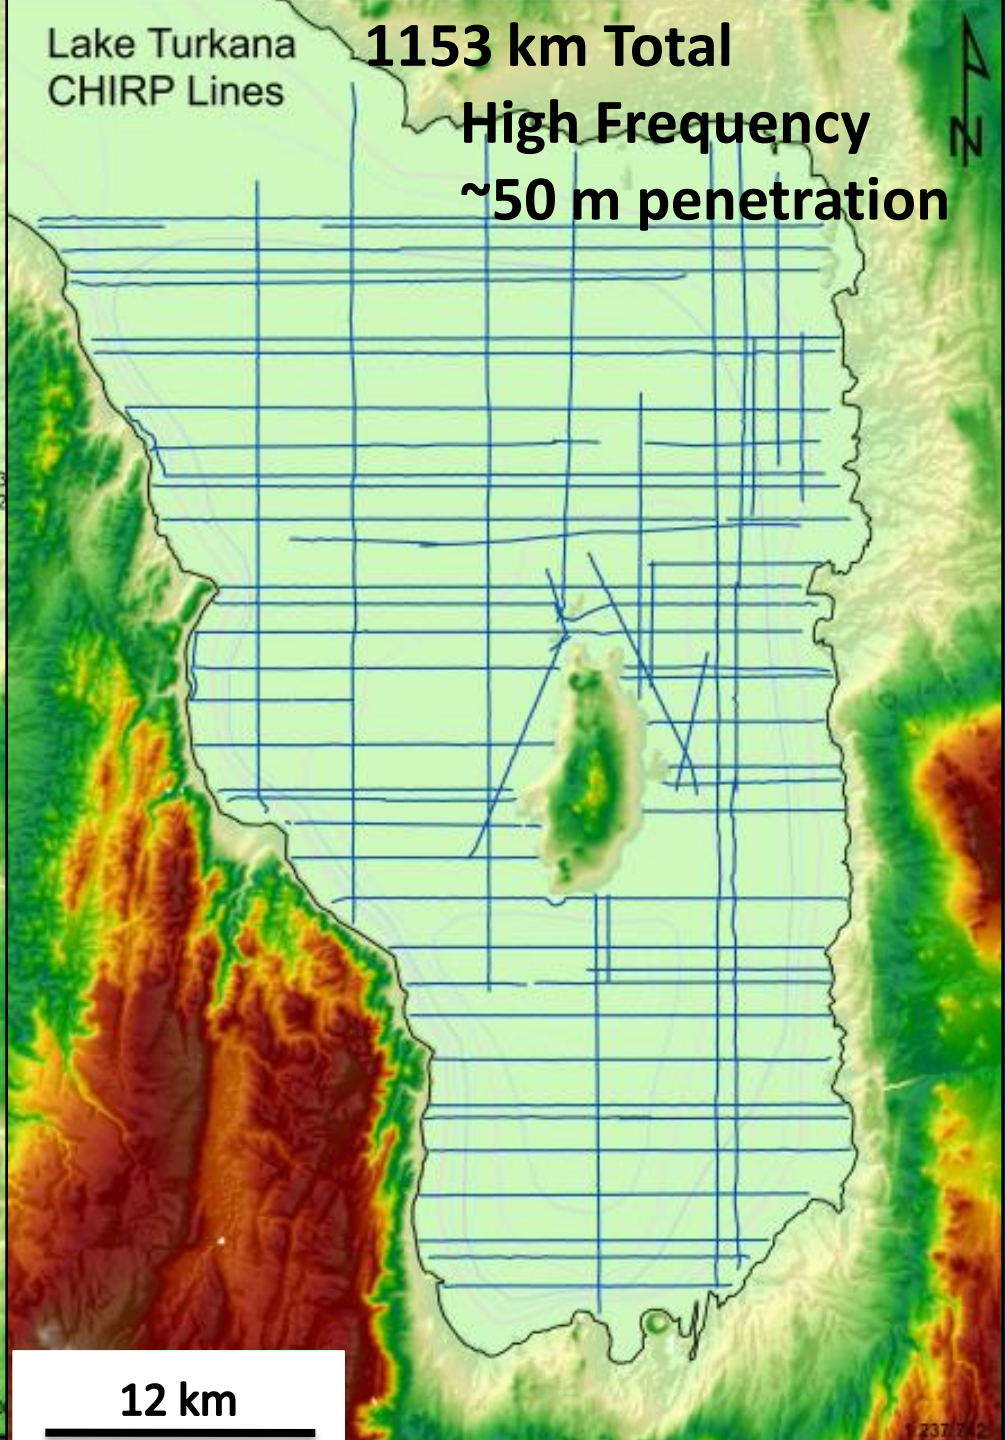 Lake Turkana
CHIRP Lines
1153 km Total
High Frequency
~50 m penetration
N
12 km